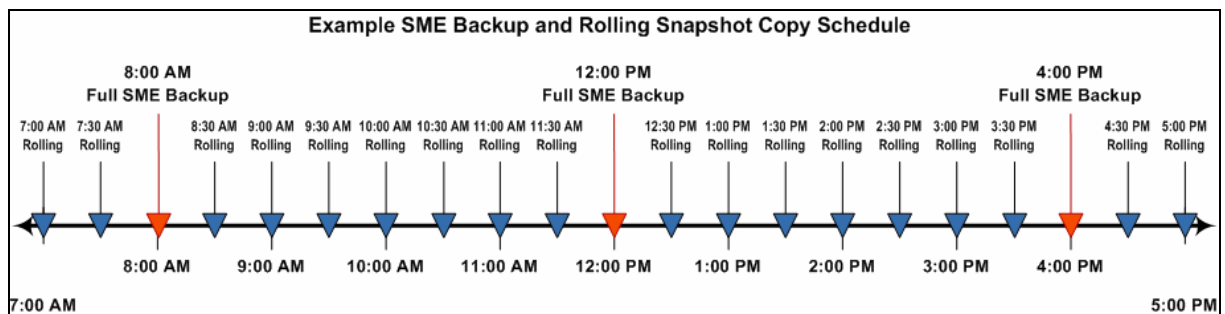 Example SME Backup and Rolling Snapshot Copy Schedule
8:00 AM
Full SME Backup
12:00 PM
Full SME Backup
4:00 PM
Full SME Backup
7:00 AM
Rolling
7:30 AM
Rolling
8:30 AM
Rolling
9:00 AM
Rolling
9:30 AM
Rolling
10:00 AM
Rolling
10:30 AM
Rolling
11:00 AM
Rolling
11:30 AM
Rolling
12:30 PM
Rolling
1:00 PM
Rolling
1:30 PM
Rolling
2:00 PM
Rolling
2:30 PM
Rolling
3:00 PM
Rolling
3:30 PM
Rolling
4:30 PM
Rolling
5:00 PM
Rolling
8:00 AM
9:00 AM
10:00 AM
11:00 AM
12:00 PM
1:00 PM
2:00 PM
3:00 PM
4:00 PM
7:00 AM
5:00 PM